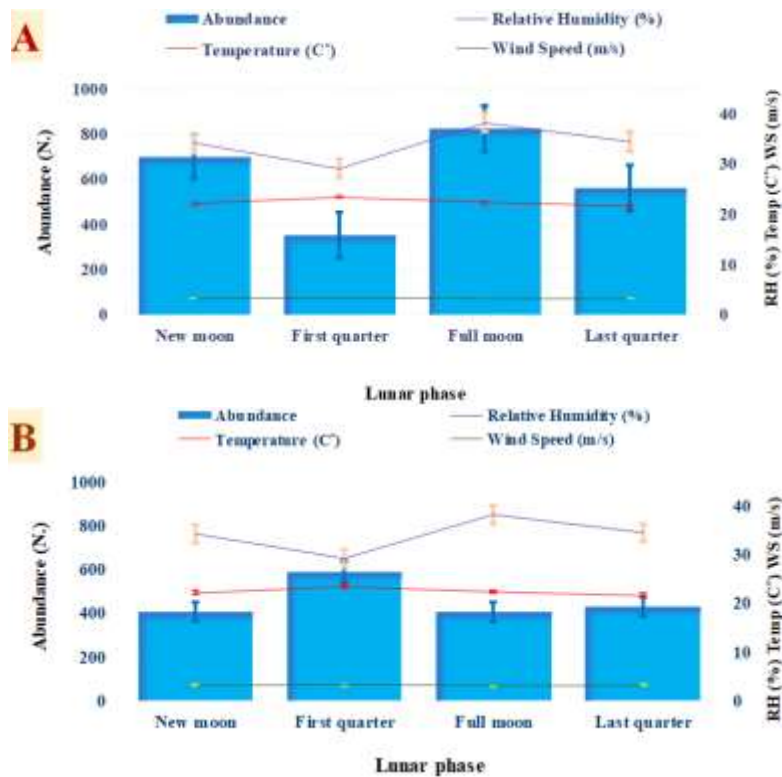 A
Abundance Relative Humidity (%)
Temperature (C°) Wind Speed (m/s)
1000
800
600
400
200
0
Abundance (N.)
40
30
20
10
0
RH (%) Temp (C°) WS (m/s)
New moon First quarter Full moon Last quarter
Lunar phase
B
Abundance Relative Humidity (%)
Temperature (C°) Wind Speed (m/s)
1000
800
600
400
200
0
Abundance (N.)
40
30
20
10
0
RH (%) Temp (C°) WS (m/s)
New moon First quarter Full moon Last quarter
Lunar phase